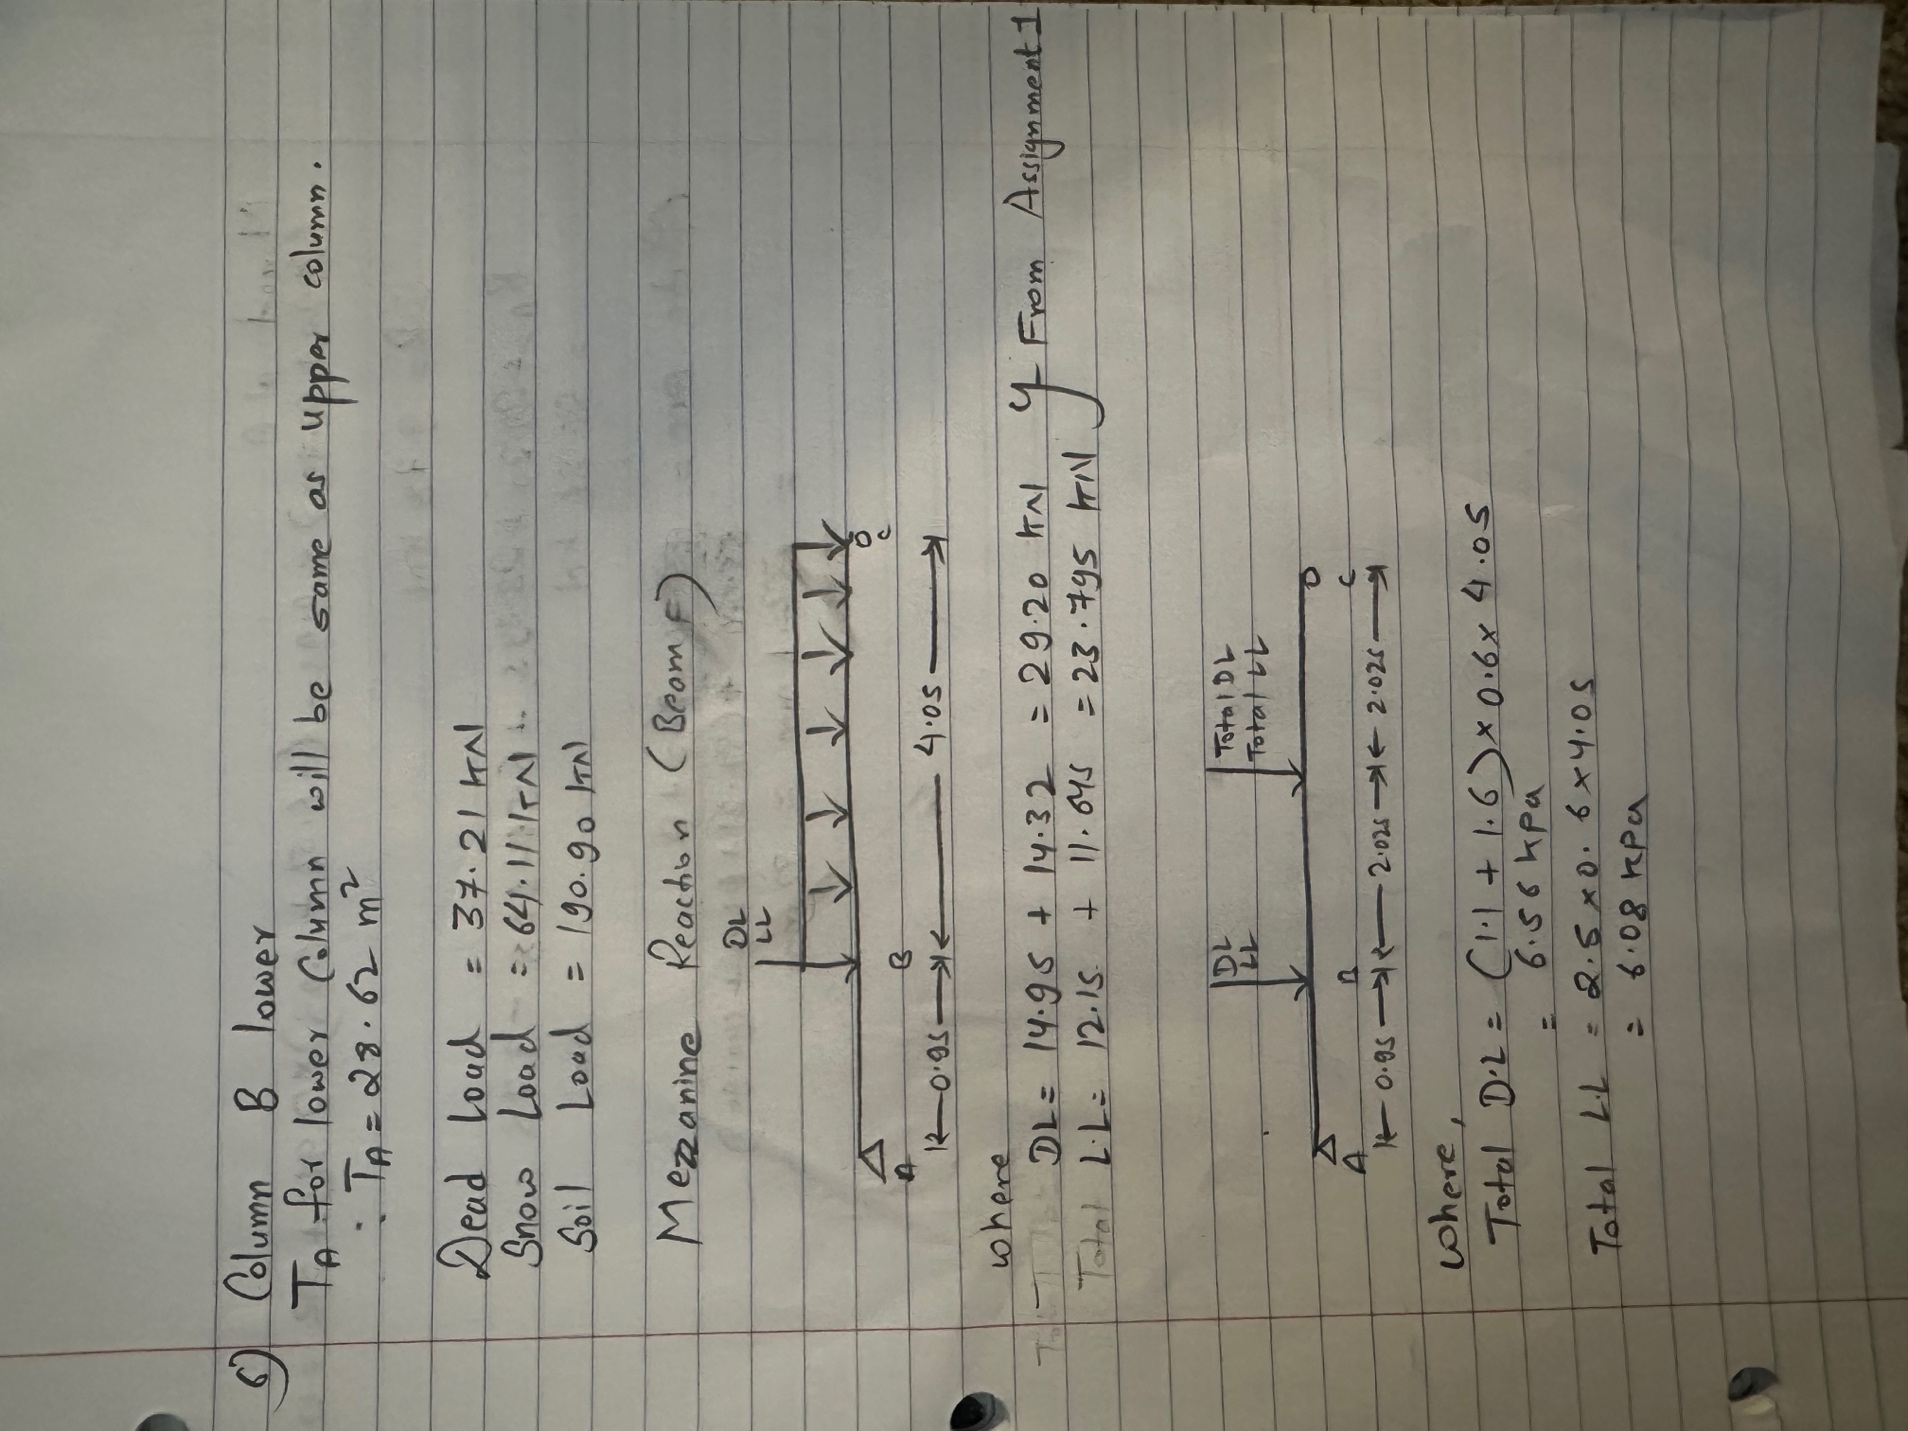 6) Column B lower
TA for lower Column will be same as upper column.
∴ TA = 28.62 m²
Dead Load = 37.21 kN
Snow Load = 64.11 kN
Soil Load = 190.90 kN
Mezzanine Reaction (Beam F)
DL
LL
A B C
0.95 4.05
where
DL = 14.95 + 14.32 = 29.20 kN } From Assignment 1
Total L.L = 12.15 + 11.645 = 23.795 kN
DL Total DL
LL Total LL
A B C
0.95 2.025 2.025
where,
Total D.L = (1.1 + 1.6) × 0.6 × 4.05
= 6.56 kPa
Total L.L = 2.5 × 0.6 × 4.05
= 6.08 kPa